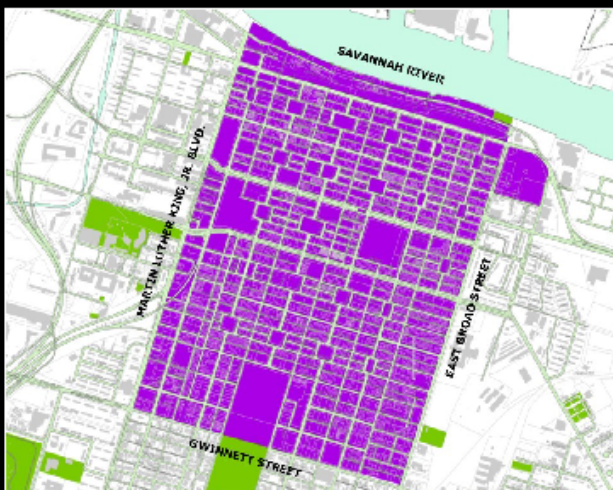 SAVANNAH RIVER
MARTIN LUTHER KING, JR. BLVD.
EAST BROAD STREET
GWINNETT STREET